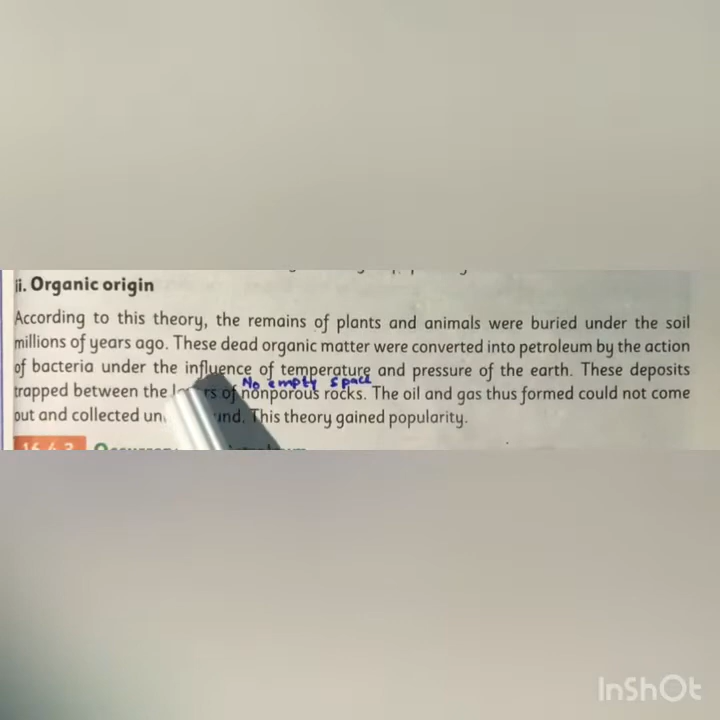 ii. Organic origin
According to this theory, the remains of plants and animals were buried under the soil
millions of years ago. These dead organic matter were converted into petroleum by the action
of bacteria under the influence of temperature and pressure of the earth. These deposits
No empty space
trapped between the of nonporous rocks. The oil and gas thus formed could not come
out and collected This theory gained popularity.
InShOt